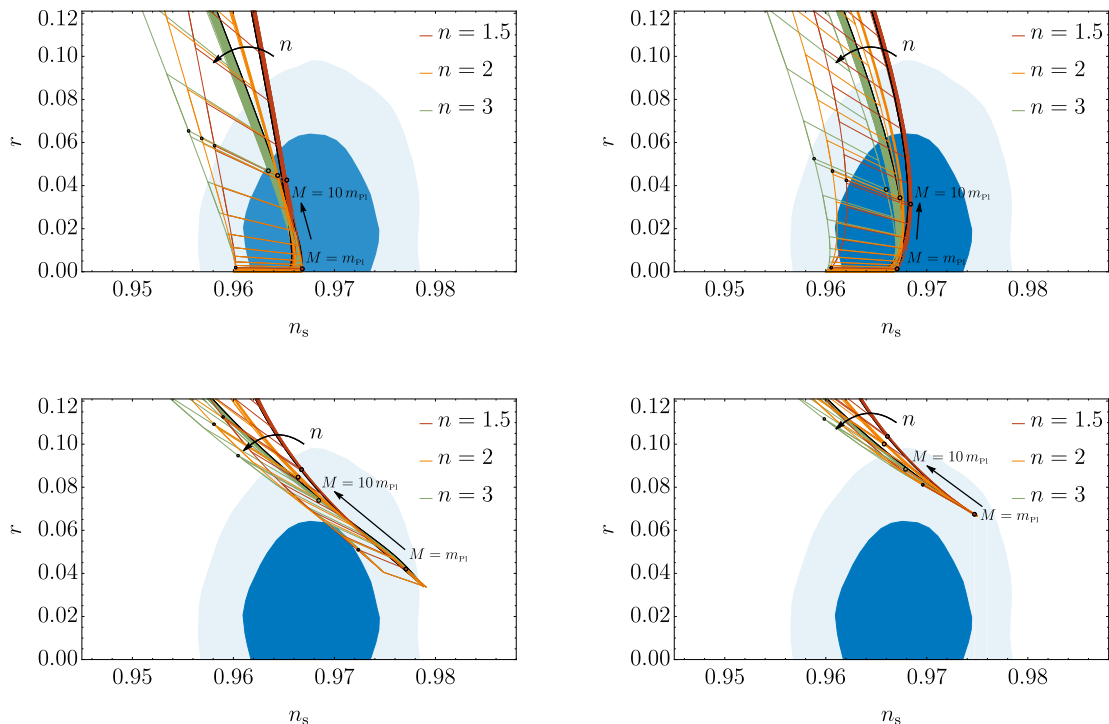 0.12
0.10
0.08
0.06
0.04
0.02
0.00
r
0.95
0.96
0.97
0.98
n_s
n
n = 1.5
n = 2
n = 3
M = 10 m_Pl
M = m_Pl
0.12
0.10
0.08
0.06
0.04
0.02
0.00
r
0.95
0.96
0.97
0.98
n_s
n
n = 1.5
n = 2
n = 3
M = 10 m_Pl
M = m_Pl
0.12
0.10
0.08
0.06
0.04
0.02
0.00
r
0.95
0.96
0.97
0.98
n_s
n
n = 1.5
n = 2
n = 3
M = 10 m_Pl
M = m_Pl
0.12
0.10
0.08
0.06
0.04
0.02
0.00
r
0.95
0.96
0.97
0.98
n_s
n
n = 1.5
n = 2
n = 3
M = 10 m_Pl
M = m_Pl